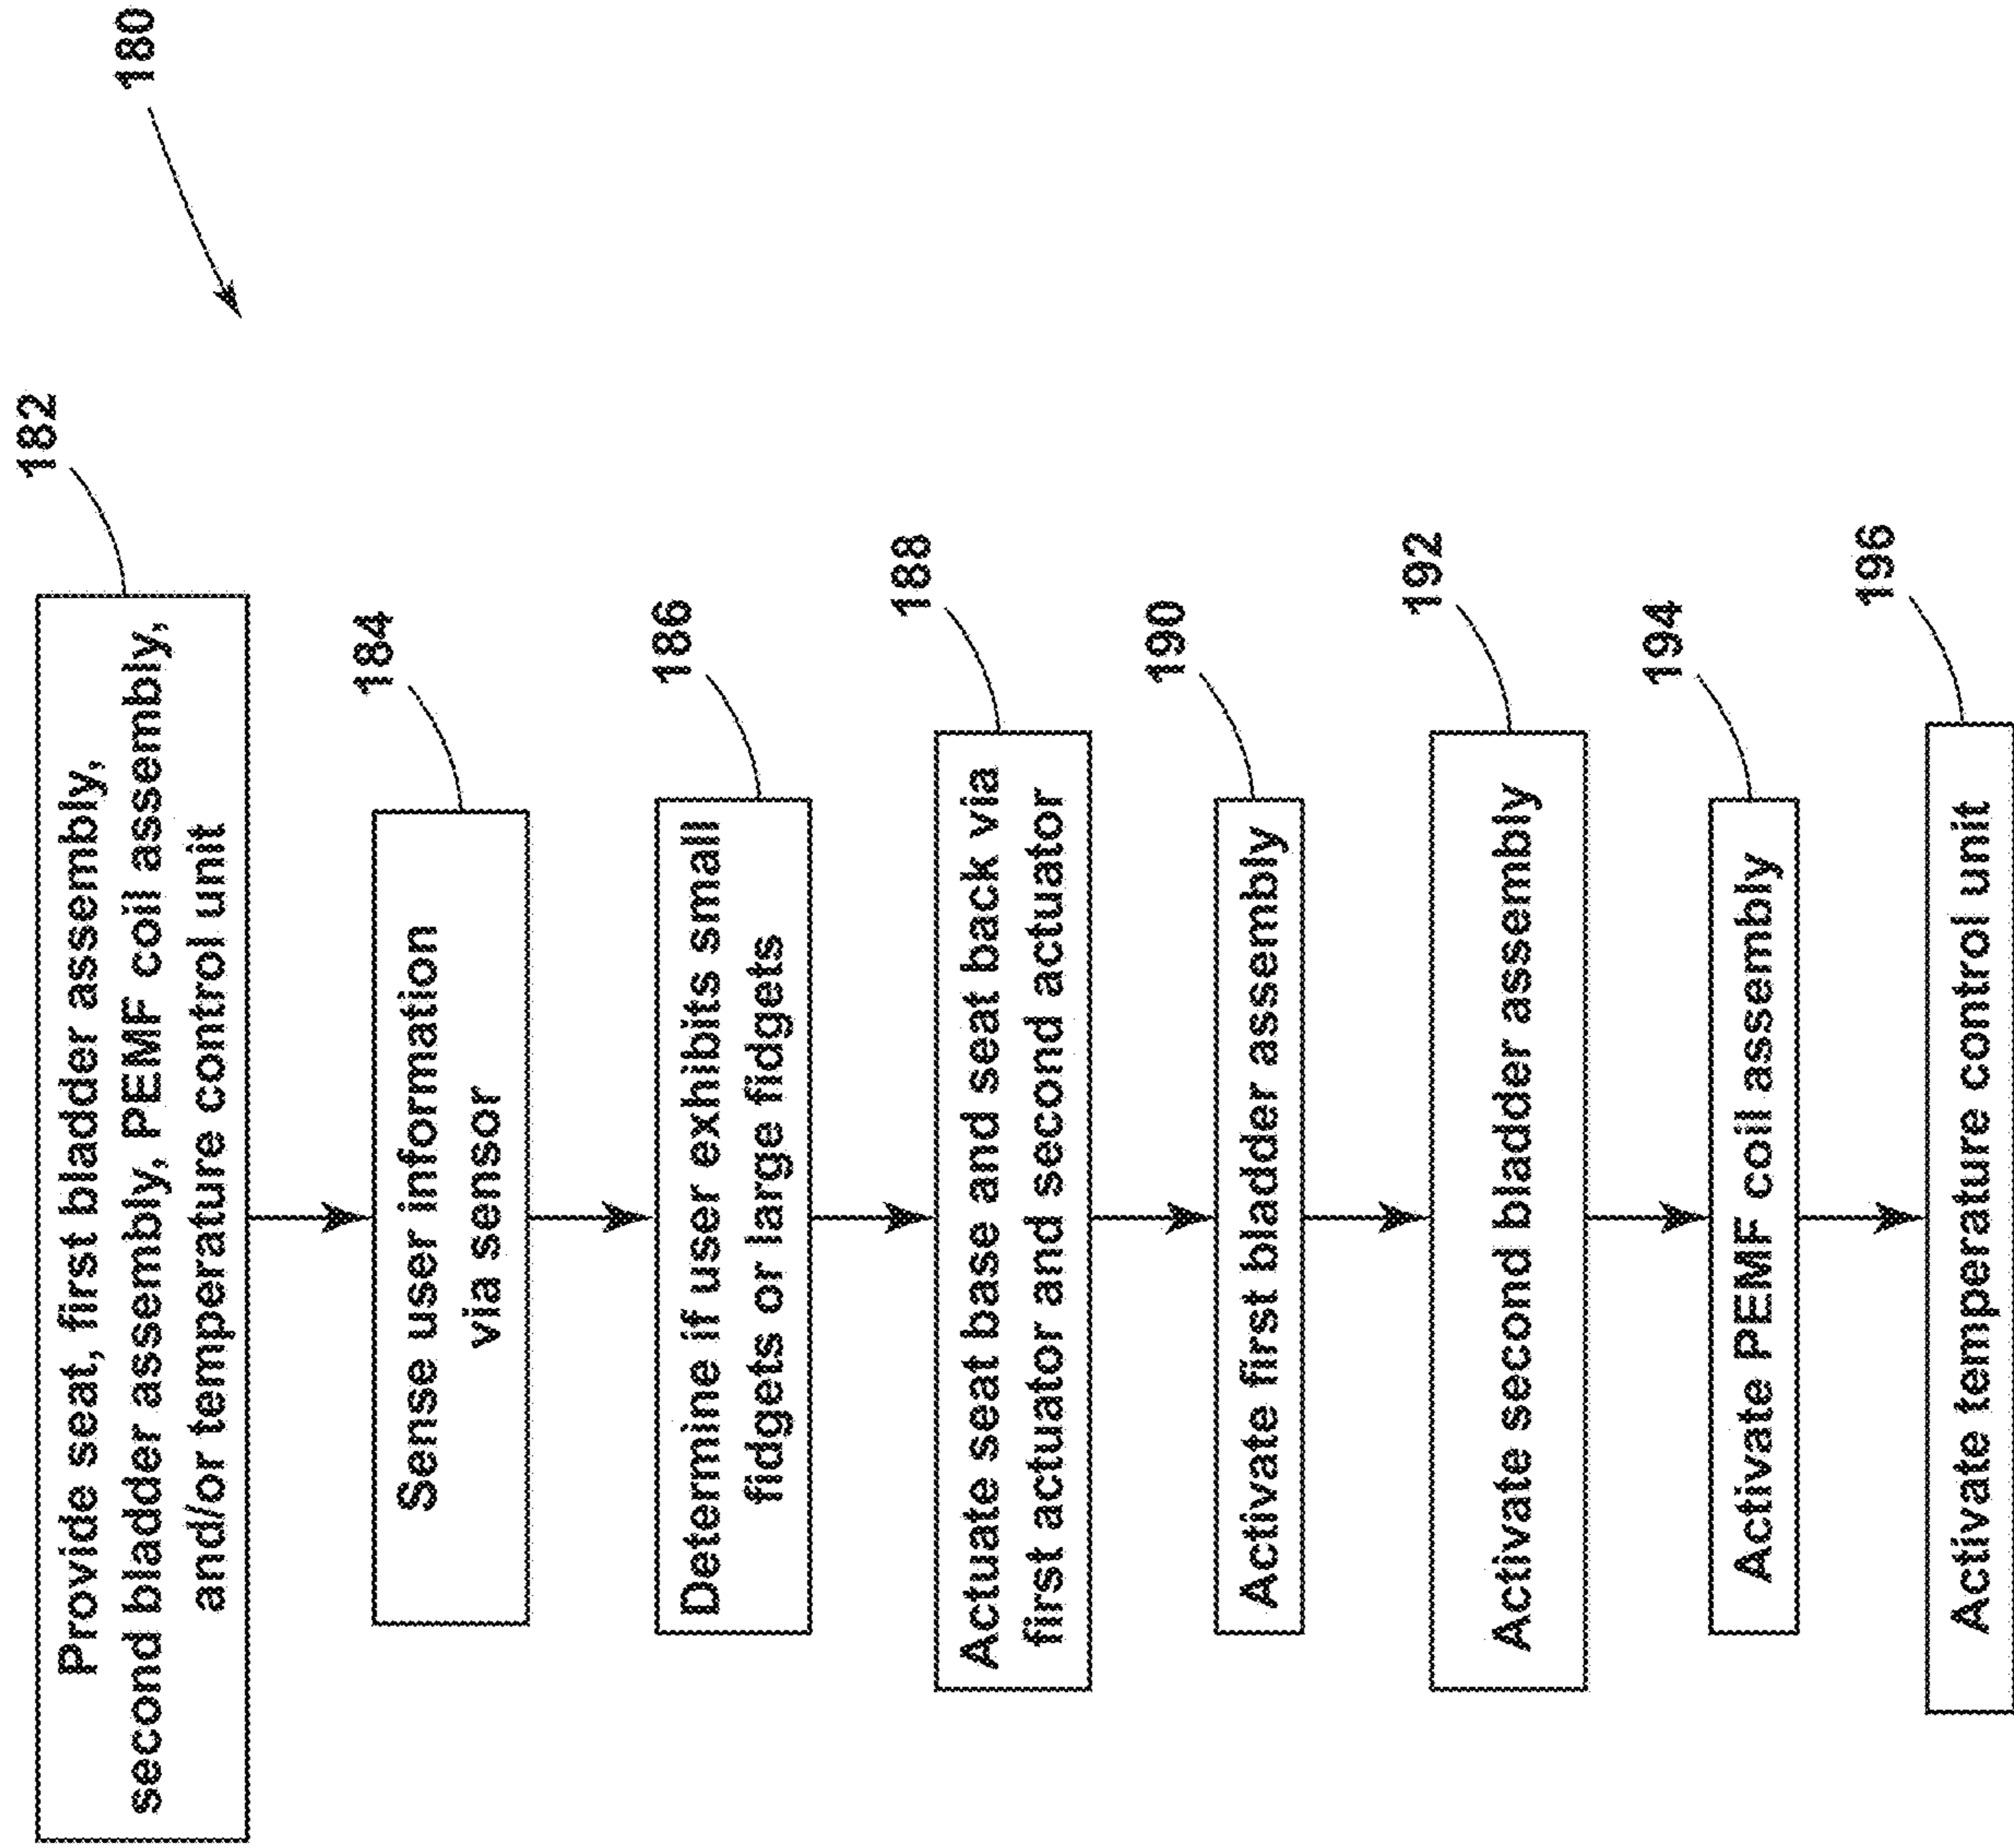 180
182
Provide seat, first bladder assembly,
second bladder assembly, PEMF coil assembly,
and/or temperature control unit
184
Sense user information
via sensor
186
Determine if user exhibits small
fidgets or large fidgets
188
Actuate seat base and seat back via
first actuator and second actuator
190
Activate first bladder assembly
192
Activate second bladder assembly
194
Activate PEMF coil assembly
196
Activate temperature control unit